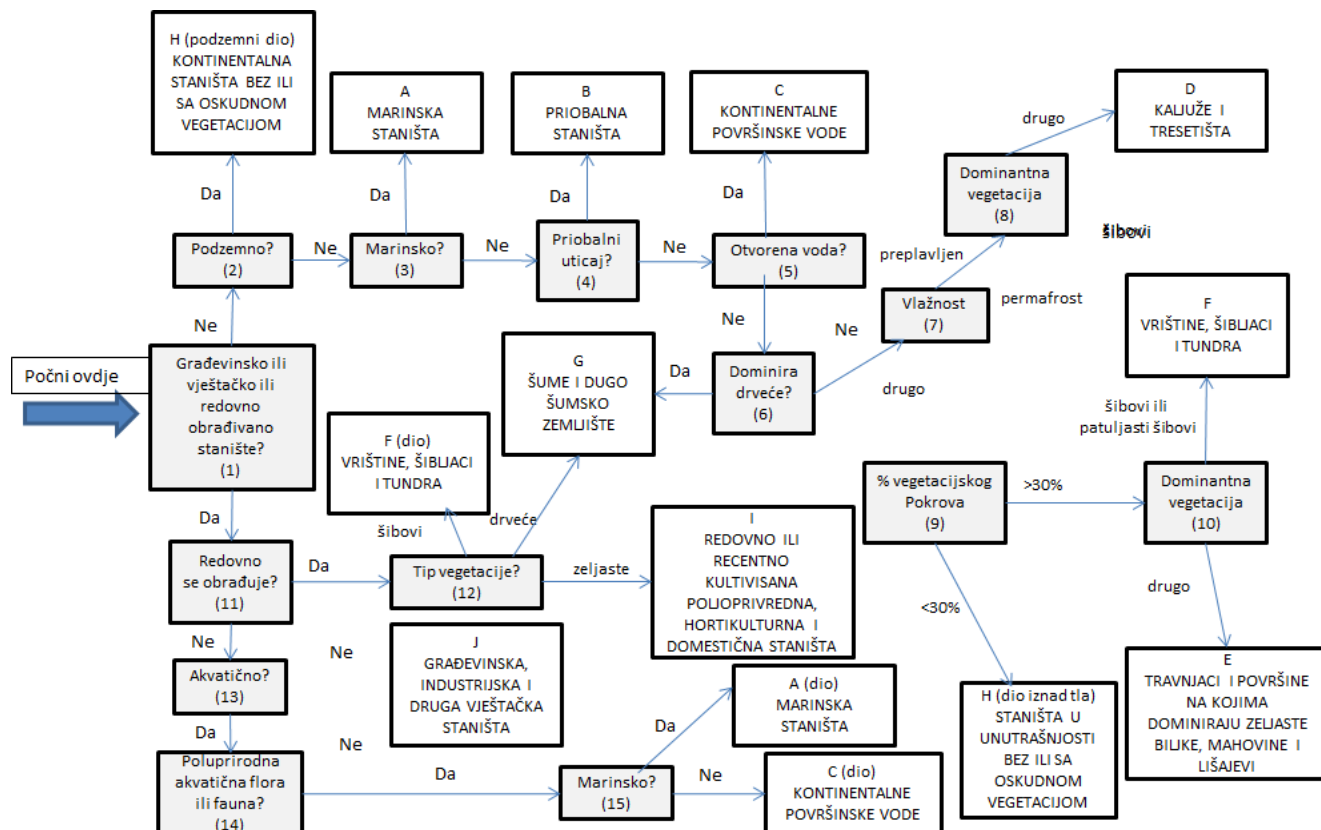 H (podzemni dio)
KONTINENTALNA
STANIŠTA BEZ ILI
SA OSKUDNOM
VEGETACIJOM
A
MARINSKA
STANIŠTA
B
PRIOBALNA
STANIŠTA
C
KONTINENTALNE
POVRŠINSKE VODE
D
KALJUŽE I
TRESETIŠTA
drugo
Da
Da
Da
Da
Dominantna
vegetacija
(8)
šibovi
šibovi
Podzemno?
(2)
Ne
Marinsko?
(3)
Ne
Priobalni
uticaj?
(4)
Ne
Otvorena voda?
(5)
preplavljen
permafrost
Vlažnost
(7)
Ne
Ne
Ne
Počni ovdje
Građevinsko ili
vještačko ili
redovno
obrađivano
stanište?
(1)
G
ŠUME I DUGO
ŠUMSKO
ZEMLJIŠTE
Da
Dominira
drveće?
(6)
drugo
F
VRIŠTINE, ŠIBLJACI
I TUNDRA
šibovi ili
patuljasti šibovi
F (dio)
VRIŠTINE, ŠIBLJACI
I TUNDRA
% vegetacijskog
Pokrova
(9)
>30%
Dominantna
vegetacija
(10)
Da
šibovi
drveće
Redovno
se obrađuje?
(11)
Da
Tip vegetacije?
(12)
zeljaste
I
REDOVNO ILI
RECENTNO
KULTIVISANA
POLJOPRIVREDNA,
HORTIKULTURNA I
DOMESTIČNA STANIŠTA
<30%
drugo
Ne
Ne
J
GRAĐEVINSKA,
INDUSTRIJSKA I
DRUGA VJEŠTAČKA
STANIŠTA
Akvatično?
(13)
A (dio)
MARINSKA
STANIŠTA
H (dio iznad tla)
STANIŠTA U
UNUTRAŠNJOSTI
BEZ ILI SA
OSKUDNOM
VEGETACIJOM
E
TRAVNJACI I POVRŠINE
NA KOJIMA
DOMINIRAJU ZELJASTE
BILJKE, MAHOVINE I
LIŠAJEVI
Da
Ne
Da
Poluprirodna
akvatična flora
ili fauna?
(14)
Da
Marinsko?
(15)
Ne
C (dio)
KONTINENTALNE
POVRŠINSKE VODE